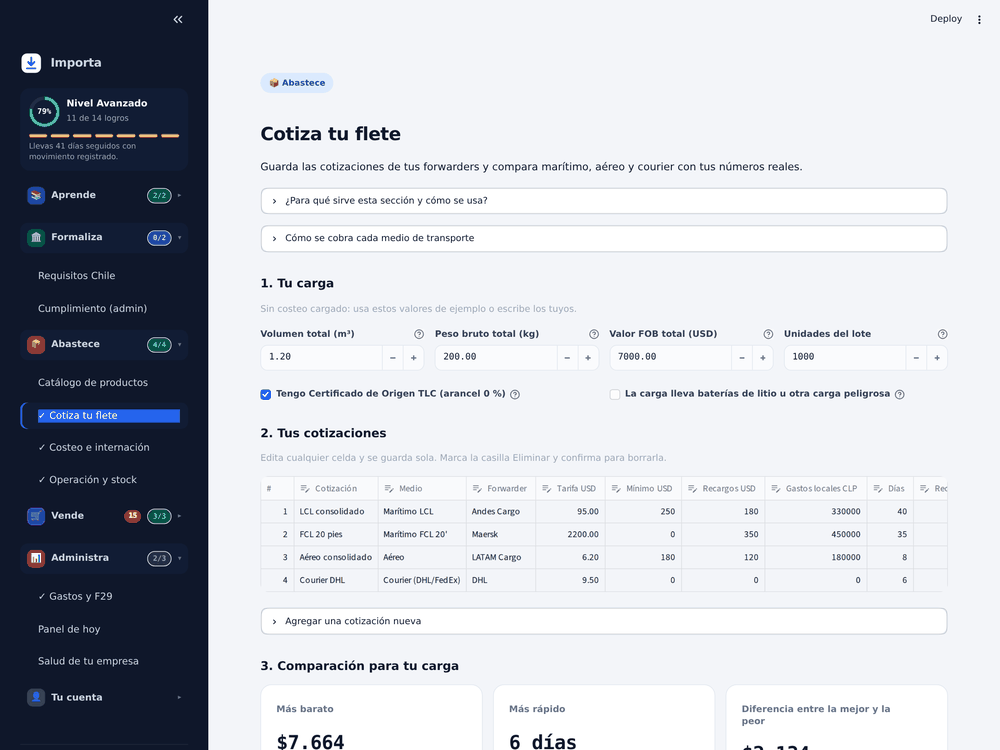 Deploy
Importa
79%
Nivel Avanzado
11 de 14 logros
Llevas 41 días seguidos con
movimiento registrado.
Aprende 2/2
Formaliza 0/2
Requisitos Chile
Cumplimiento (admin)
Abastece 4/4
Catálogo de productos
✓ Cotiza tu flete
✓ Costeo e internación
✓ Operación y stock
Vende 15 3/3
Administra 2/3
✓ Gastos y F29
Panel de hoy
Salud de tu empresa
Tu cuenta
Abastece
Cotiza tu flete
Guarda las cotizaciones de tus forwarders y compara marítimo, aéreo y courier con tus números reales.
¿Para qué sirve esta sección y cómo se usa?
Cómo se cobra cada medio de transporte
1. Tu carga
Sin costeo cargado: usa estos valores de ejemplo o escribe los tuyos.
Volumen total (m³) Peso bruto total (kg) Valor FOB total (USD) Unidades del lote
1.20 − + 200.00 − + 7000.00 − + 1000 − +
Tengo Certificado de Origen TLC (arancel 0 %) La carga lleva baterías de litio u otra carga peligrosa
2. Tus cotizaciones
Edita cualquier celda y se guarda sola. Marca la casilla Eliminar y confirma para borrarla.
# Cotización Medio Forwarder Tarifa USD Mínimo USD Recargos USD Gastos locales CLP Días Rec
1 LCL consolidado Marítimo LCL Andes Cargo 95.00 250 180 330000 40
2 FCL 20 pies Marítimo FCL 20' Maersk 2200.00 0 350 450000 35
3 Aéreo consolidado Aéreo LATAM Cargo 6.20 180 120 180000 8
4 Courier DHL Courier (DHL/FedEx) DHL 9.50 0 0 0 6
Agregar una cotización nueva
3. Comparación para tu carga
Más barato
$7.664
Más rápido
6 días
Diferencia entre la mejor y la
peor